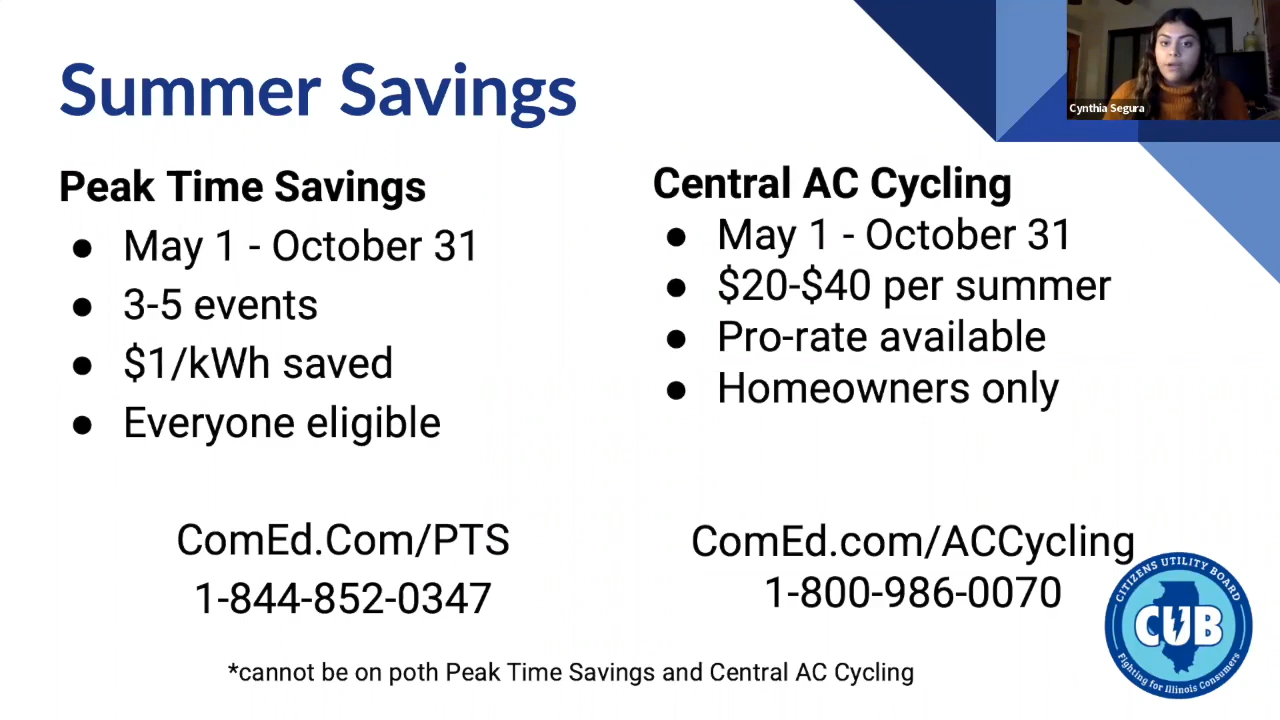 Summer Savings
Cynthia Segura
Peak Time Savings
● May 1 - October 31
● 3-5 events
● $1/kWh saved
● Everyone eligible
ComEd.Com/PTS
1-844-852-0347
Central AC Cycling
● May 1 - October 31
● $20-$40 per summer
● Pro-rate available
● Homeowners only
ComEd.com/ACCycling
1-800-986-0070
*cannot be on poth Peak Time Savings and Central AC Cycling
CITIZENS UTILITY BOARD
CUB
Fighting for Illinois Consumers